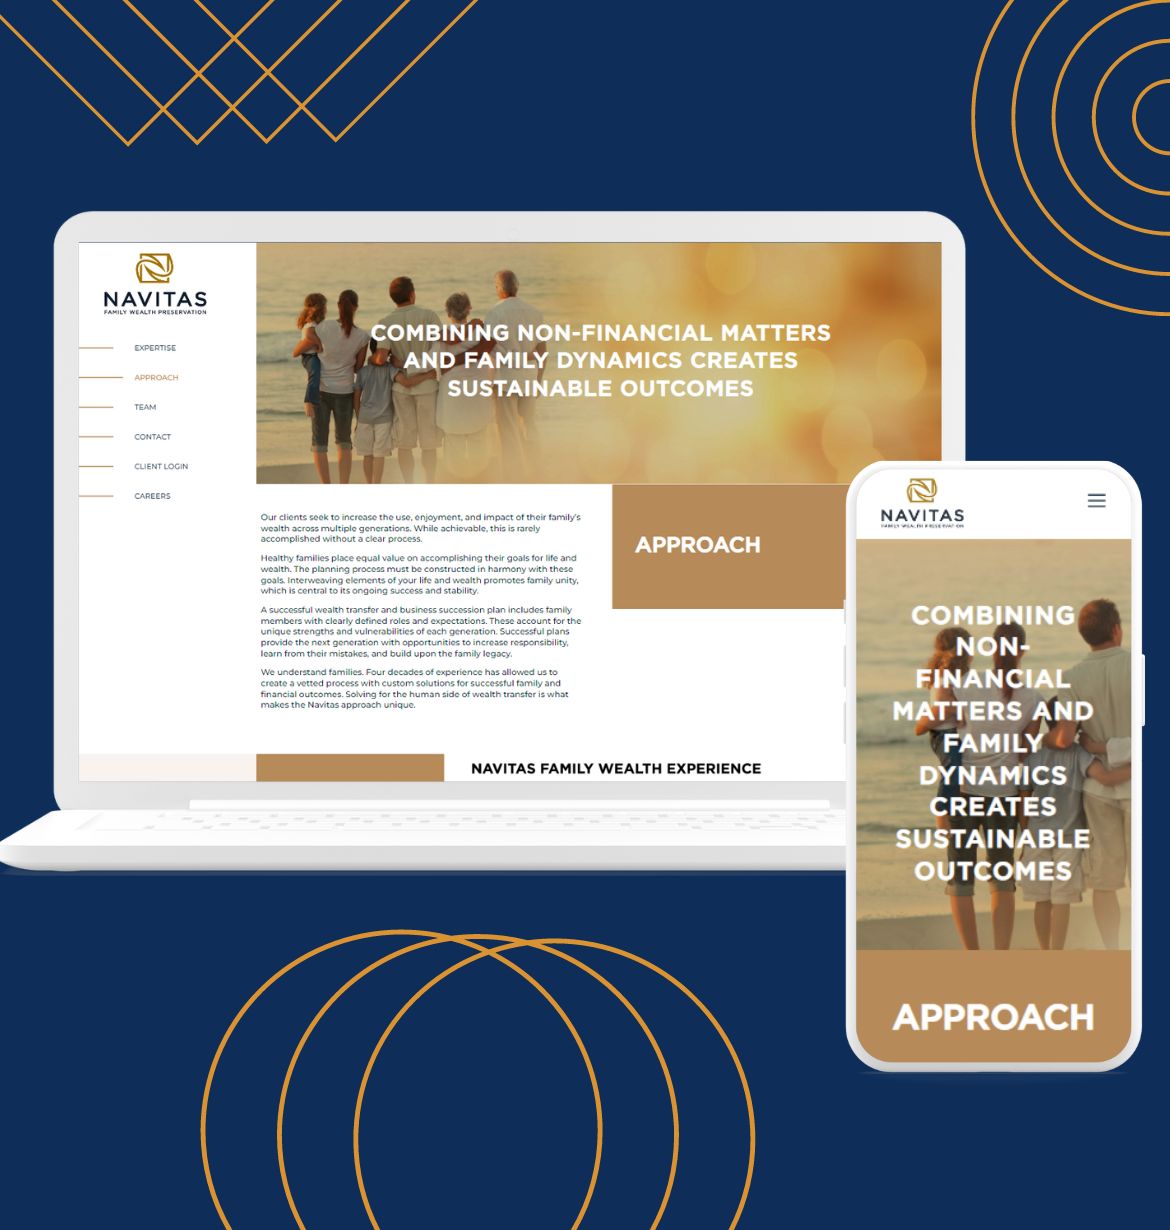 NAVITAS
FAMILY WEALTH PRESERVATION
EXPERTISE
APPROACH
TEAM
CONTACT
CLIENT LOGIN
CAREERS
COMBINING NON-FINANCIAL MATTERS
AND FAMILY DYNAMICS CREATES
SUSTAINABLE OUTCOMES
Our clients seek to increase the use, enjoyment, and impact of their family's
wealth across multiple generations. While achievable, this is rarely
accomplished without a clear process.
Healthy families place equal value on accomplishing their goals for life and
wealth. The planning process must be constructed in harmony with these
goals. Interweaving elements of your life and wealth promotes family unity,
which is central to its ongoing success and stability.
A successful wealth transfer and business succession plan includes family
members with clearly defined roles and expectations. These account for the
unique strengths and vulnerabilities of each generation. Successful plans
provide the next generation with opportunities to increase responsibility,
learn from their mistakes, and build upon the family legacy.
We understand families. Four decades of experience has allowed us to
create a vetted process with custom solutions for successful family and
financial outcomes. Solving for the human side of wealth transfer is what
makes the Navitas approach unique.
APPROACH
NAVITAS FAMILY WEALTH EXPERIENCE
NAVITAS
FAMILY WEALTH PRESERVATION
COMBINING
NON-
FINANCIAL
MATTERS AND
FAMILY
DYNAMICS
CREATES
SUSTAINABLE
OUTCOMES
APPROACH